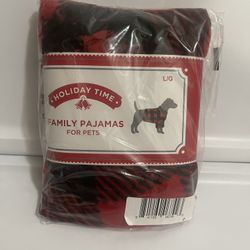 L/G
HOLIDAY TIME
FAMILY PAJAMAS
FOR PETS